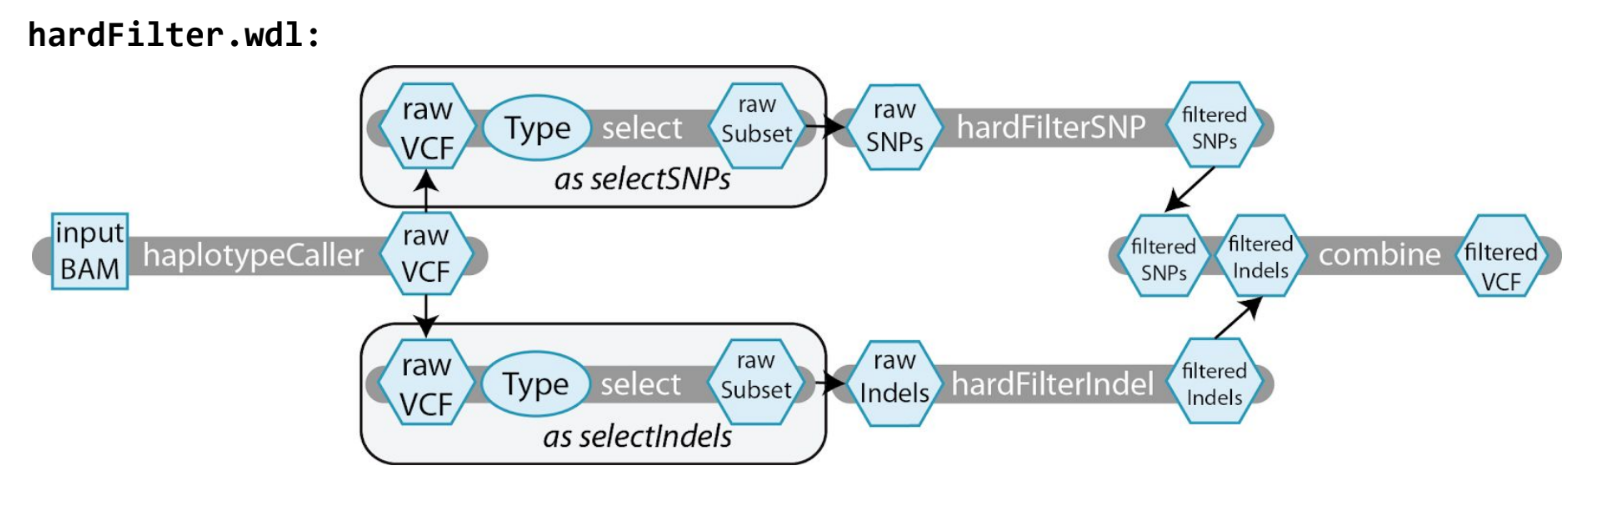 hardFilter.wdl:
raw
VCF
Type
select
raw
Subset
as selectSNPs
raw
SNPs
hardFilterSNP
filtered
SNPs
input
BAM
haplotypeCaller
raw
VCF
filtered
SNPs
filtered
Indels
combine
filtered
VCF
raw
VCF
Type
select
raw
Subset
as selectIndels
raw
Indels
hardFilterIndel
filtered
Indels